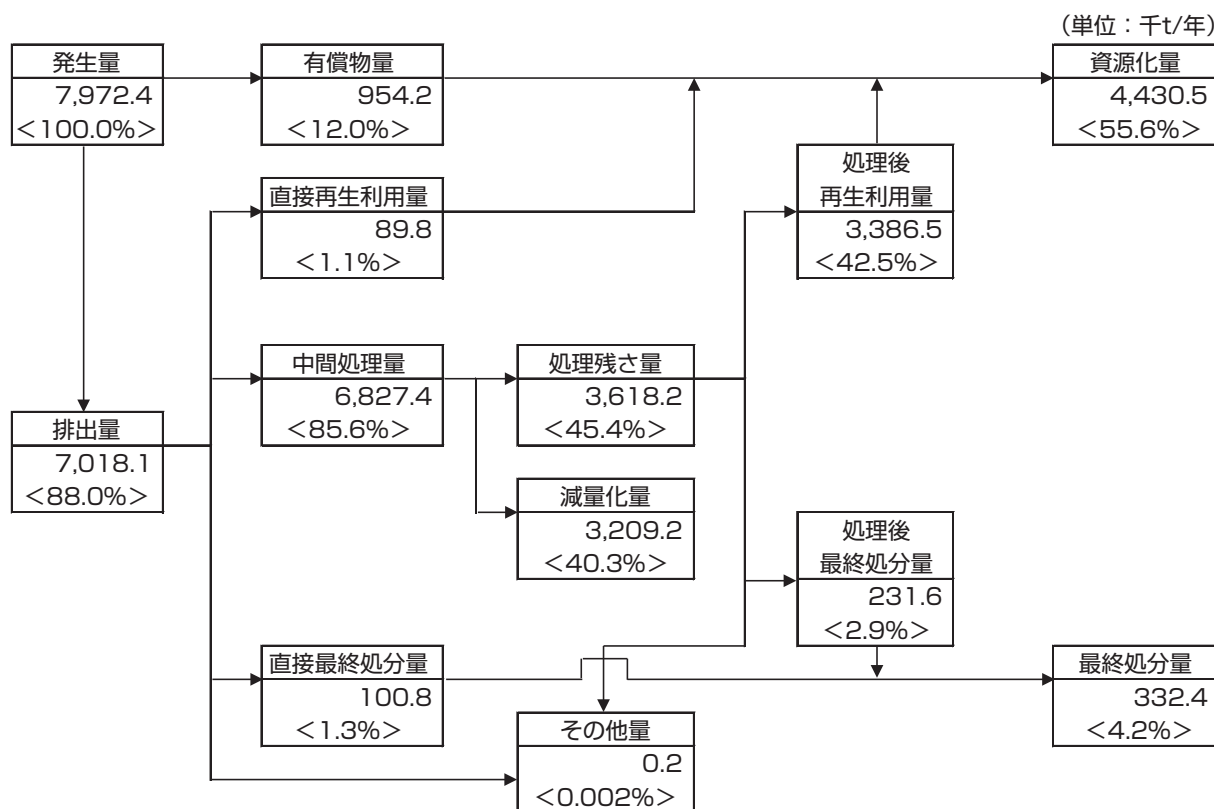 （単位：千t/年）
発生量
7,972.4
＜100.0%＞
有償物量
954.2
＜12.0%＞
資源化量
4,430.5
＜55.6%＞
直接再生利用量
89.8
＜1.1%＞
処理後
再生利用量
3,386.5
＜42.5%＞
中間処理量
6,827.4
＜85.6%＞
処理残さ量
3,618.2
＜45.4%＞
排出量
7,018.1
＜88.0%＞
減量化量
3,209.2
＜40.3%＞
処理後
最終処分量
231.6
＜2.9%＞
直接最終処分量
100.8
＜1.3%＞
最終処分量
332.4
＜4.2%＞
その他量
0.2
＜0.002%＞